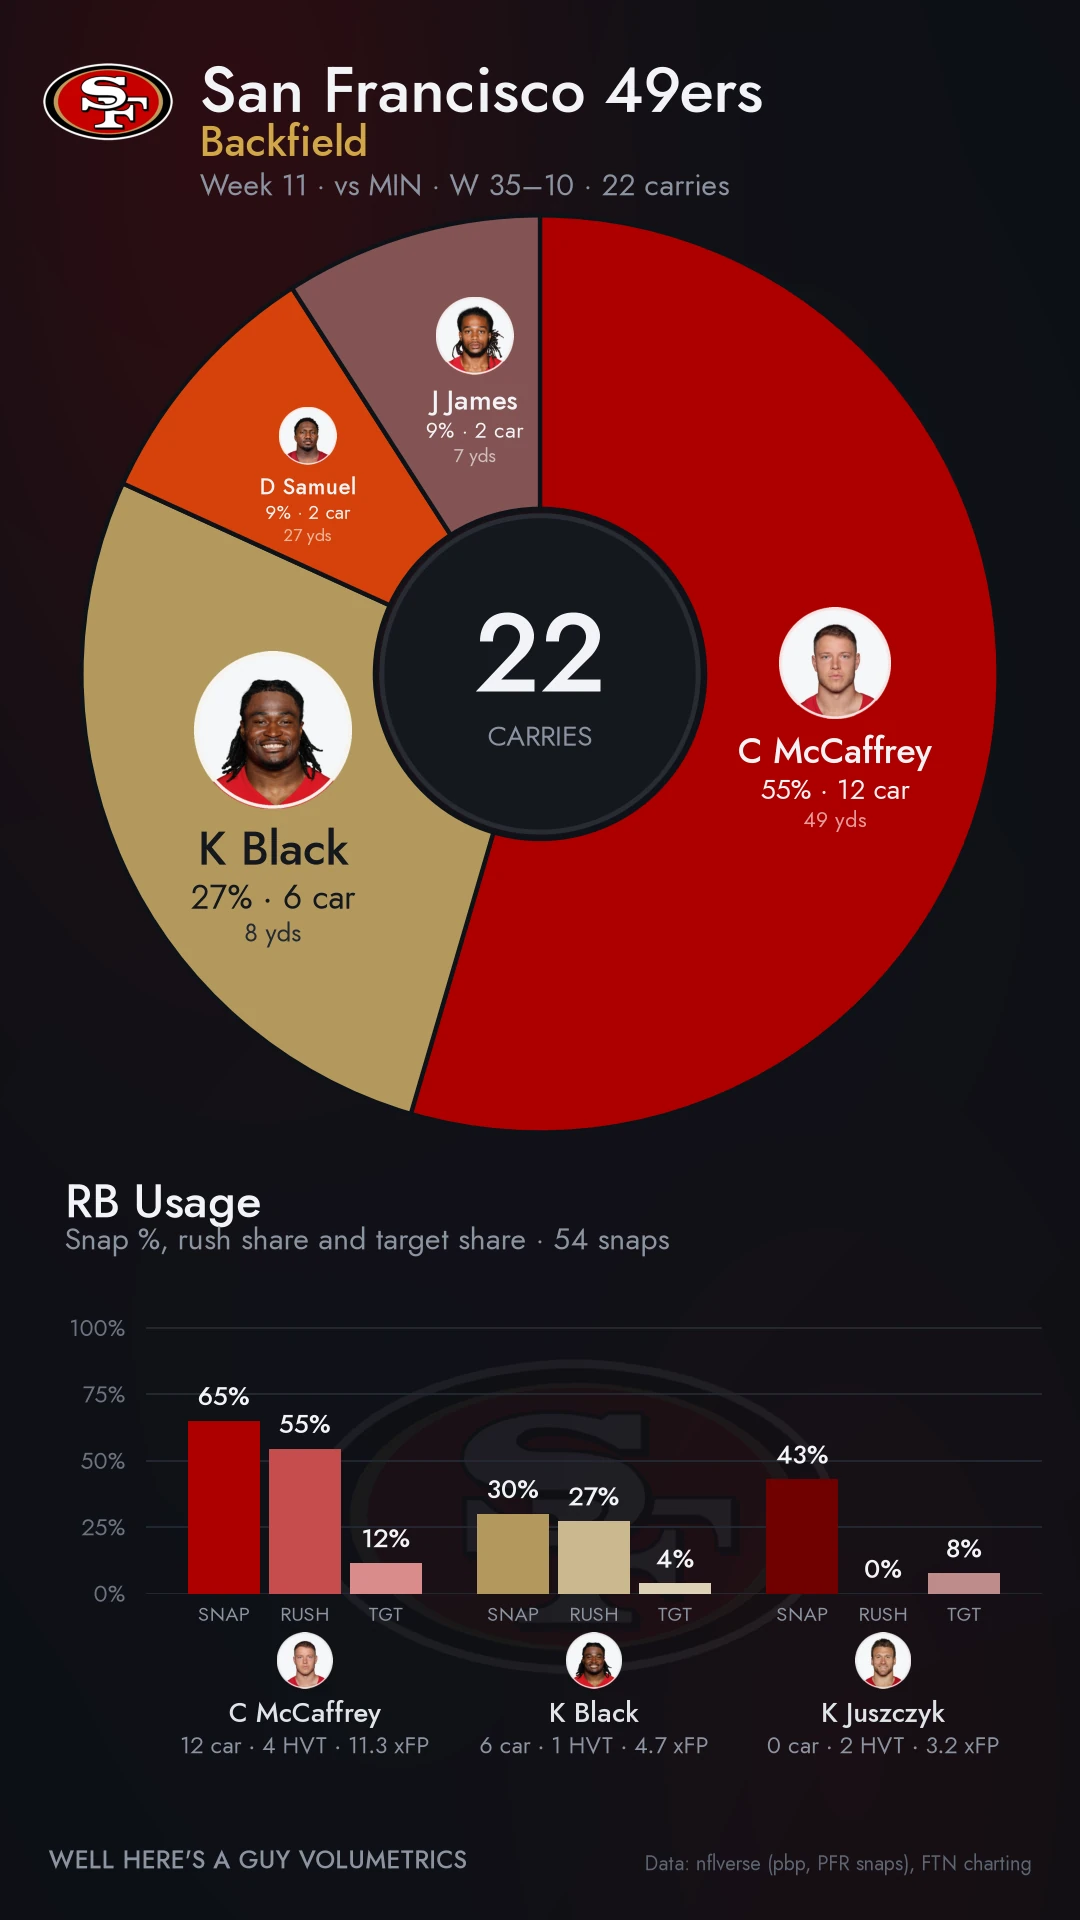 San Francisco 49ers
Backfield
Week 11 · vs MIN · W 35–10 · 22 carries
J James
9% · 2 car
7 yds
D Samuel
9% · 2 car
27 yds
22
CARRIES
C McCaffrey
55% · 12 car
49 yds
K Black
27% · 6 car
8 yds
RB Usage
Snap %, rush share and target share · 54 snaps
100%
75%
50%
25%
0%
65% 55% 12% 30% 27% 4% 43% 0% 8%
SNAP RUSH TGT SNAP RUSH TGT SNAP RUSH TGT
C McCaffrey K Black K Juszczyk
12 car · 4 HVT · 11.3 xFP 6 car · 1 HVT · 4.7 xFP 0 car · 2 HVT · 3.2 xFP
WELL HERE'S A GUY VOLUMETRICS
Data: nflverse (pbp, PFR snaps), FTN charting